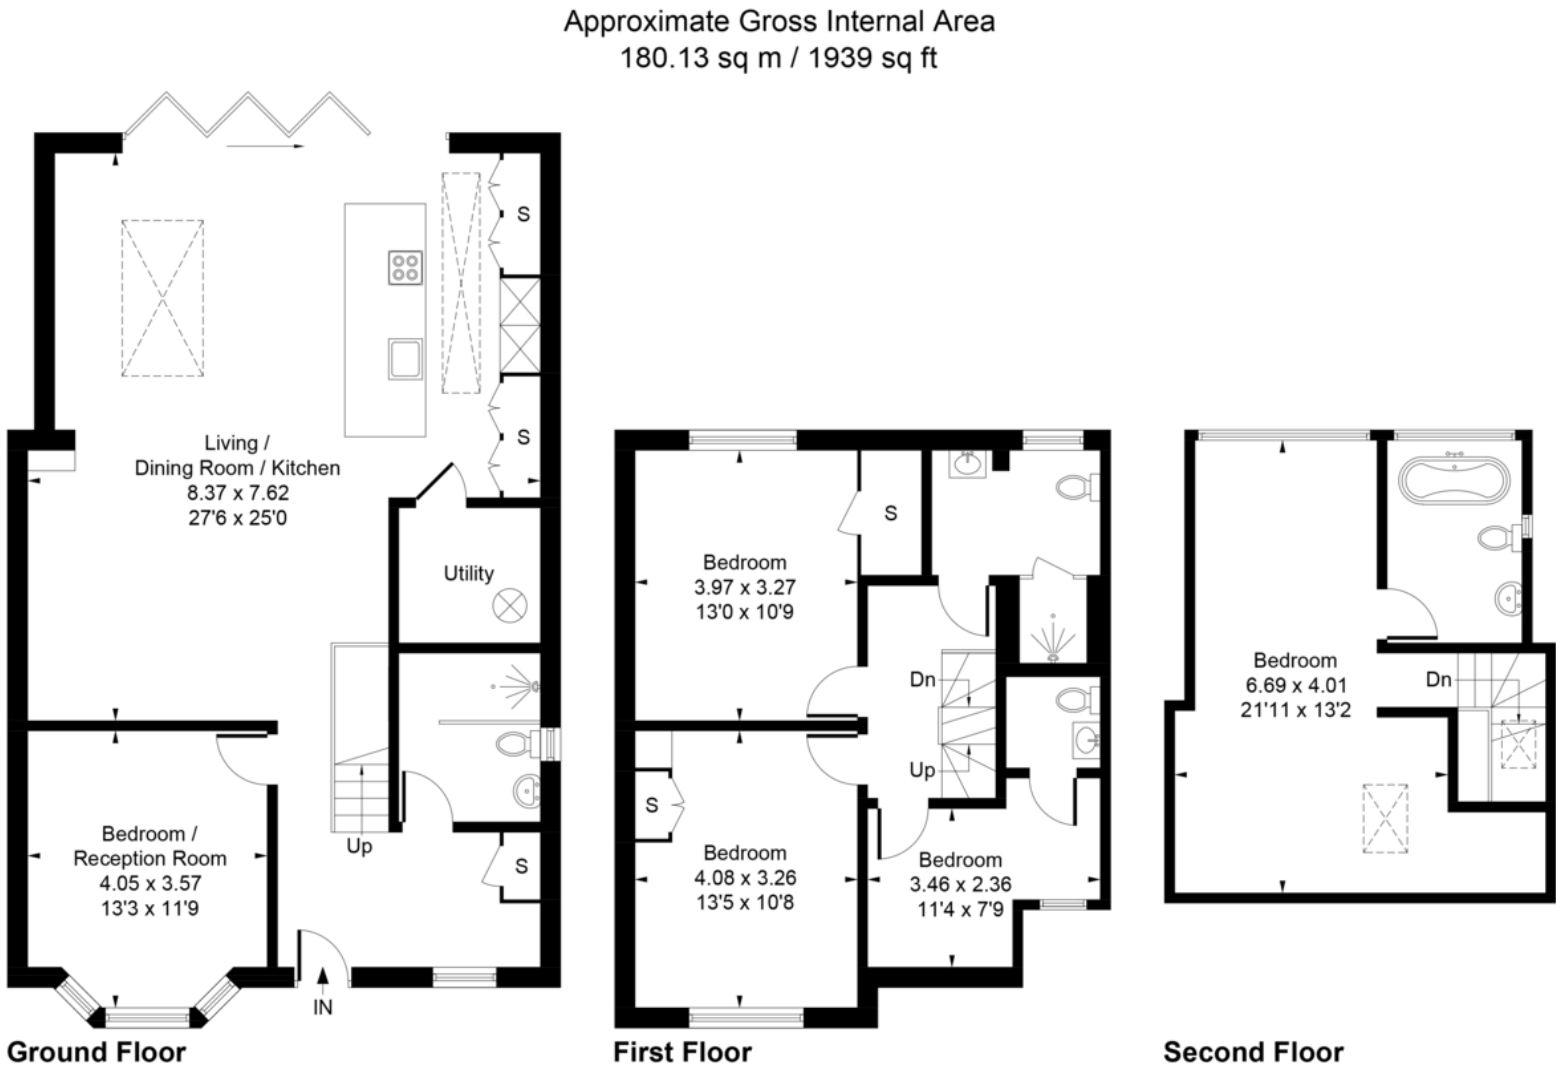 Approximate Gross Internal Area
180.13 sq m / 1939 sq ft
S
S
Living /
Dining Room / Kitchen
8.37 x 7.62
27'6 x 25'0
Utility
Up
S
Bedroom /
Reception Room
4.05 x 3.57
13'3 x 11'9
IN
Ground Floor
S
Bedroom
3.97 x 3.27
13'0 x 10'9
Dn
Up
S
Bedroom
4.08 x 3.26
13'5 x 10'8
Bedroom
3.46 x 2.36
11'4 x 7'9
First Floor
Bedroom
6.69 x 4.01
21'11 x 13'2
Dn
Second Floor